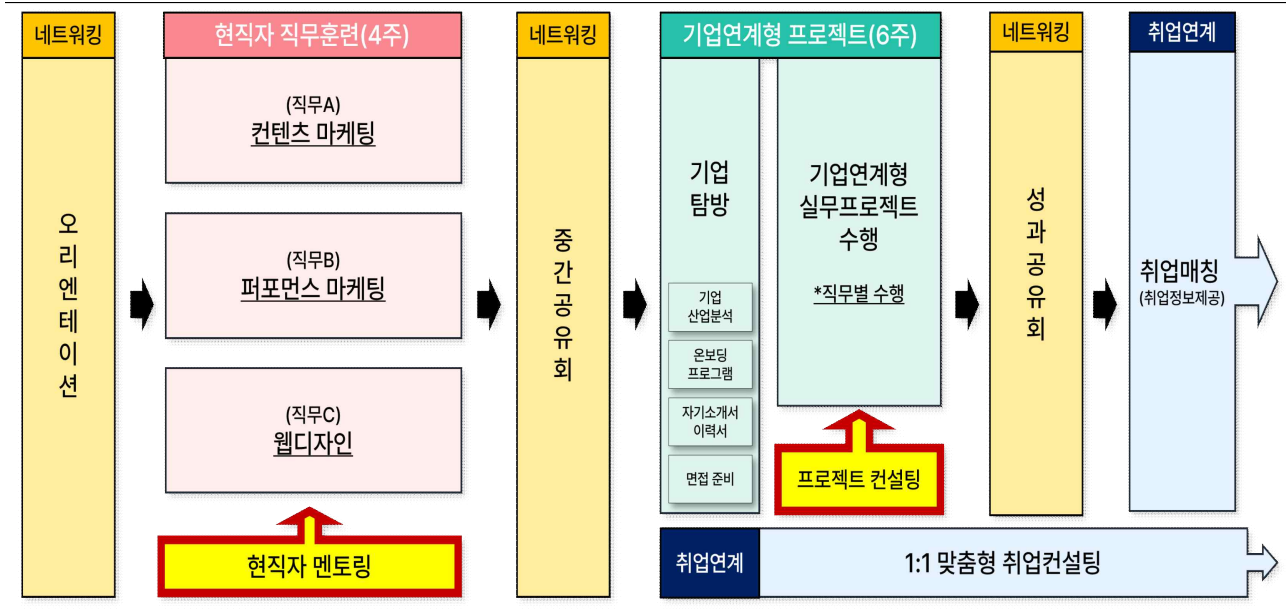 네트워킹
오리엔테이션
현직자 직무훈련(4주)
(직무A)
컨텐츠 마케팅
(직무B)
퍼포먼스 마케팅
(직무C)
웹디자인
현직자 멘토링
네트워킹
중간공유회
기업연계형 프로젝트(6주)
기업
탐방
기업
산업분석
온보딩
프로그램
자기소개서
이력서
면접 준비
기업연계형
실무프로젝트
수행
*직무별 수행
프로젝트 컨설팅
네트워킹
성과공유회
취업연계
취업매칭
(취업정보제공)
취업연계
1:1 맞춤형 취업컨설팅